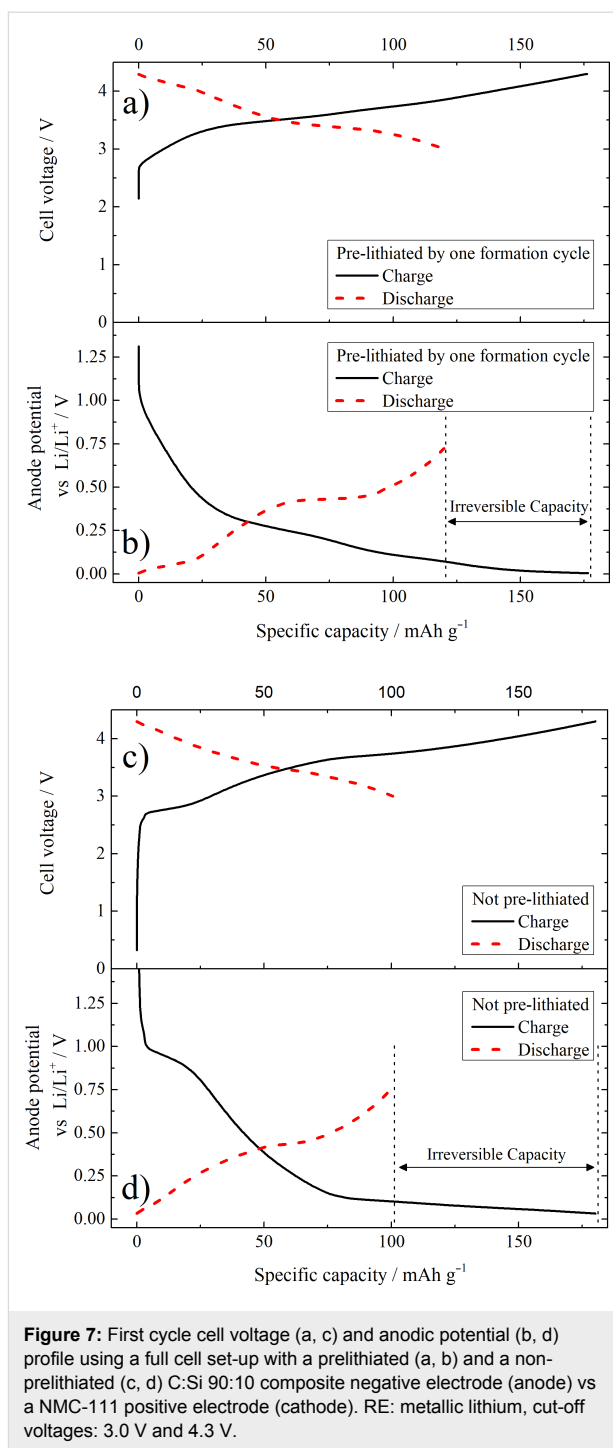 0 50 100 150
4
3
2
1
0
Cell voltage / V
a)
Pre-lithiated by one formation cycle
Charge
Discharge
1.25
1.00
0.75
0.50
0.25
0.00
Anode potential
vs Li/Li⁺ / V
b)
Pre-lithiated by one formation cycle
Charge
Discharge
Irreversible Capacity
0 50 100 150
Specific capacity / mAh g⁻¹
0 50 100 150
4
3
2
1
0
Cell voltage / V
c)
Not pre-lithiated
Charge
Discharge
1.25
1.00
0.75
0.50
0.25
0.00
Anode potential
vs Li/Li⁺ / V
d)
Not pre-lithiated
Charge
Discharge
Irreversible Capacity
0 50 100 150
Specific capacity / mAh g⁻¹
Figure 7: First cycle cell voltage (a, c) and anodic potential (b, d)
profile using a full cell set-up with a prelithiated (a, b) and a non-
prelithiated (c, d) C:Si 90:10 composite negative electrode (anode) vs
a NMC-111 positive electrode (cathode). RE: metallic lithium, cut-off
voltages: 3.0 V and 4.3 V.